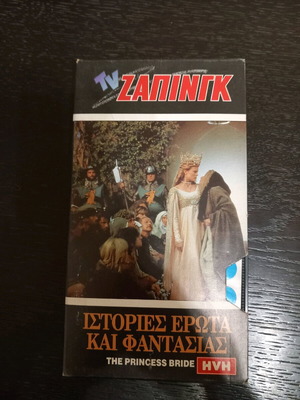 TV
ΖΑΠΙΝΓΚ
ΙΣΤΟΡΙΕΣ ΕΡΩΤΑ
ΚΑΙ ΦΑΝΤΑΣΙΑΣ
THE PRINCESS BRIDE HVH